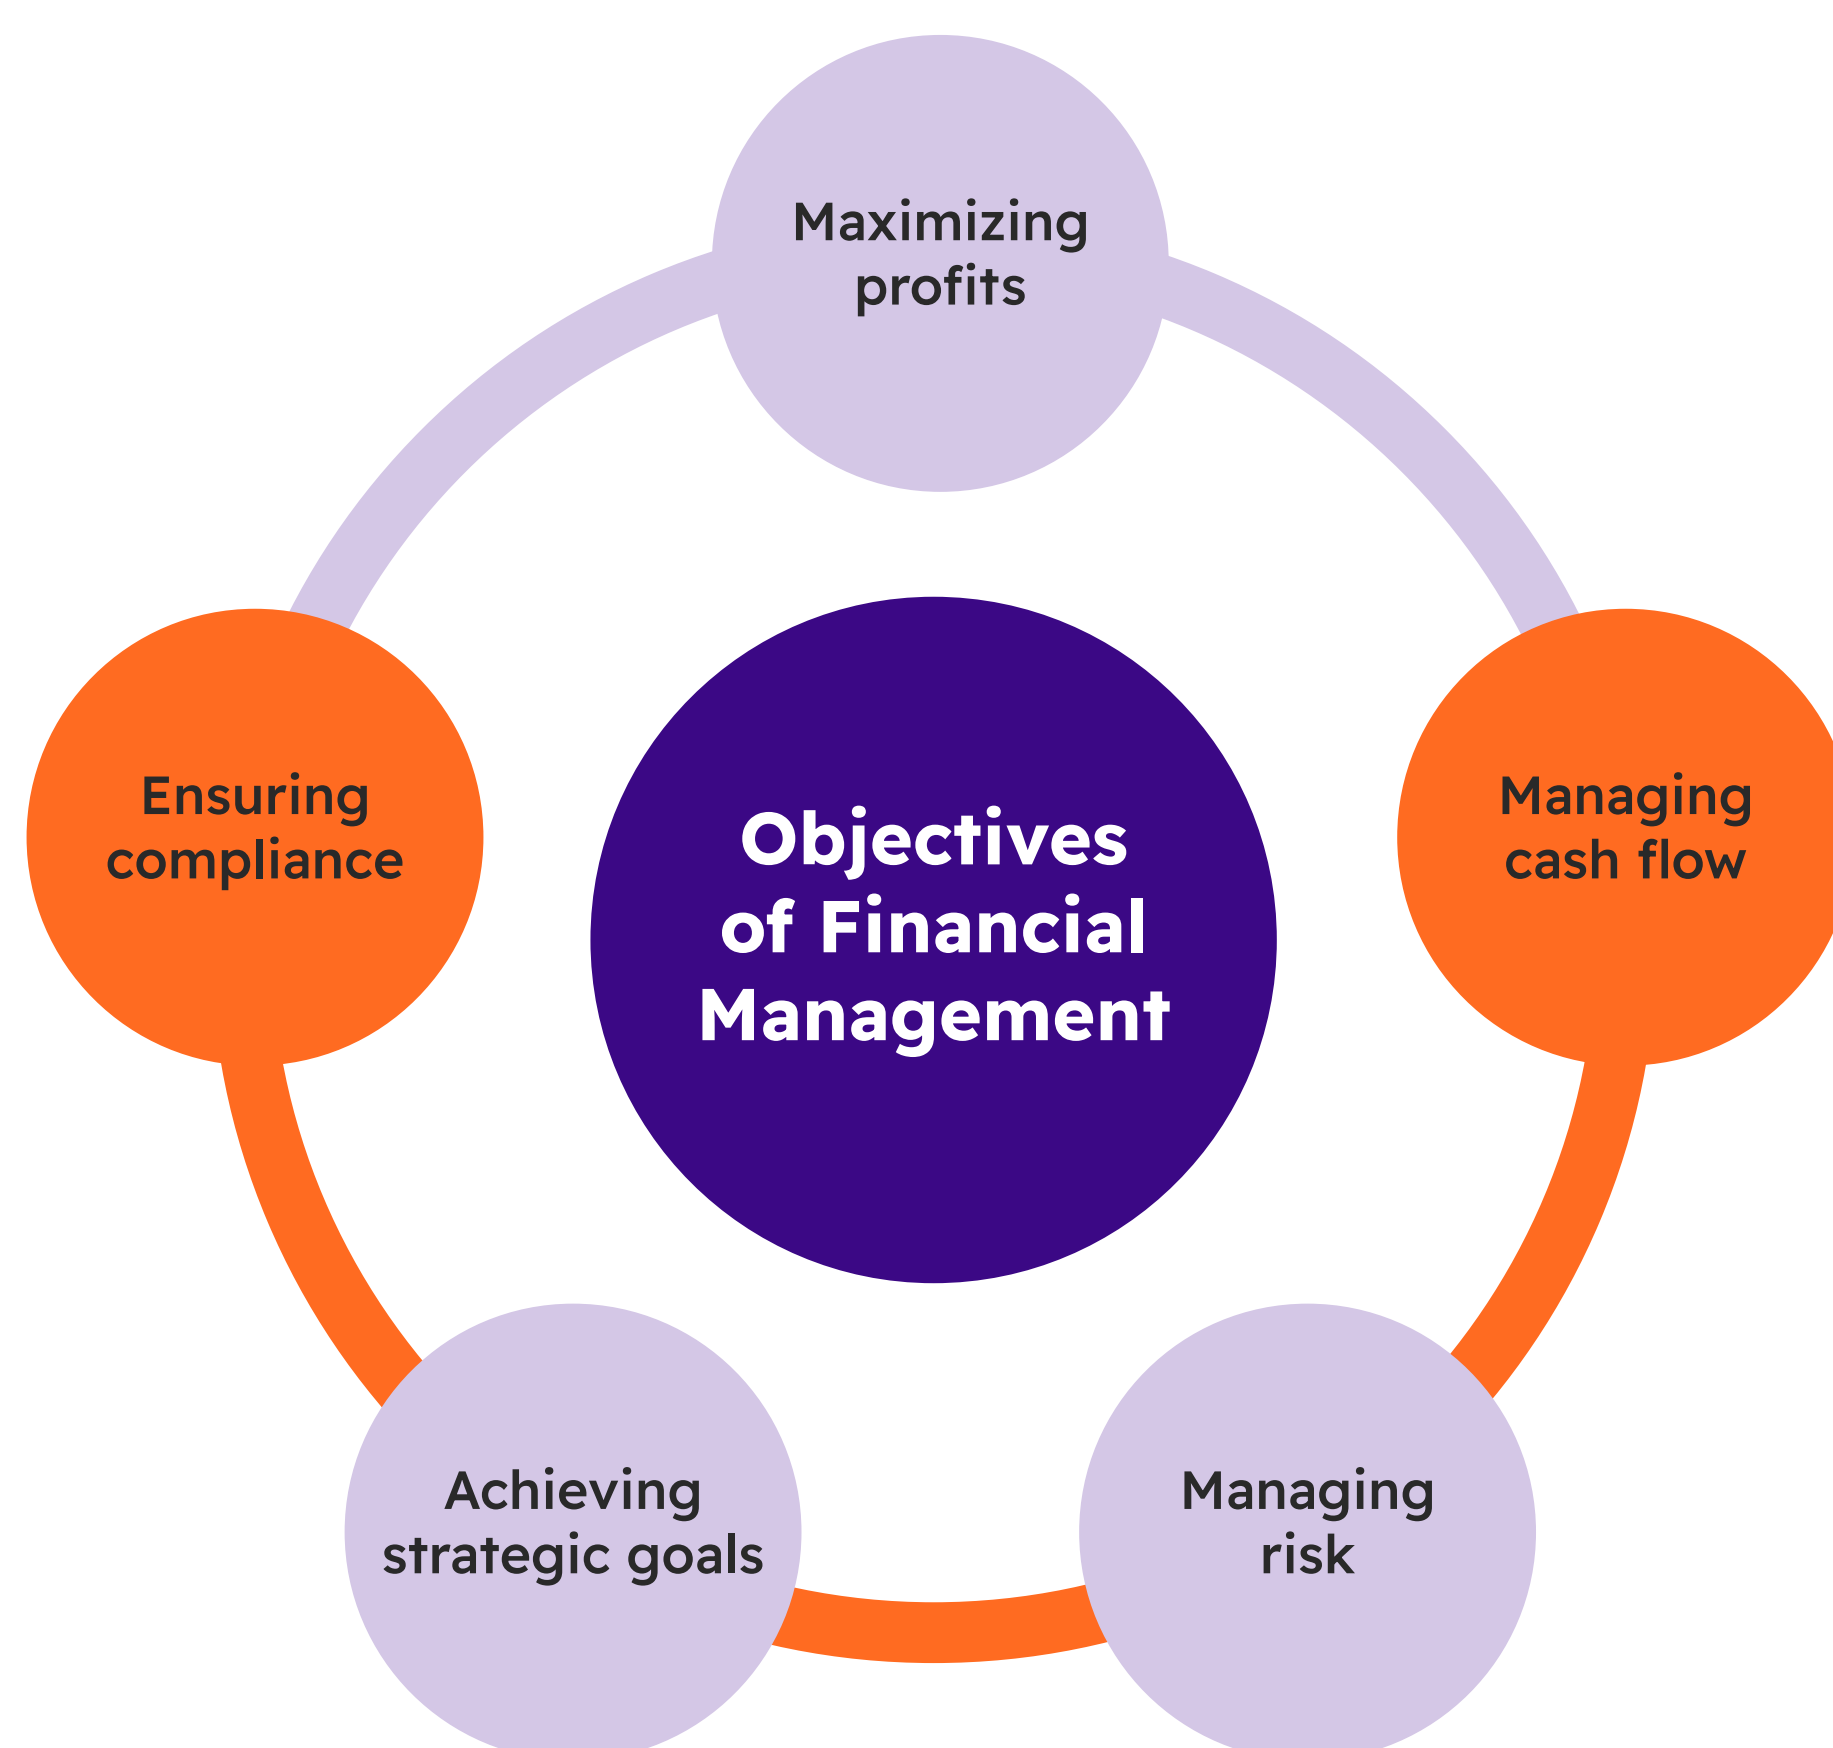 Maximizing
profits
Ensuring
compliance
Managing
cash flow
Objectives
of Financial
Management
Achieving
strategic goals
Managing
risk